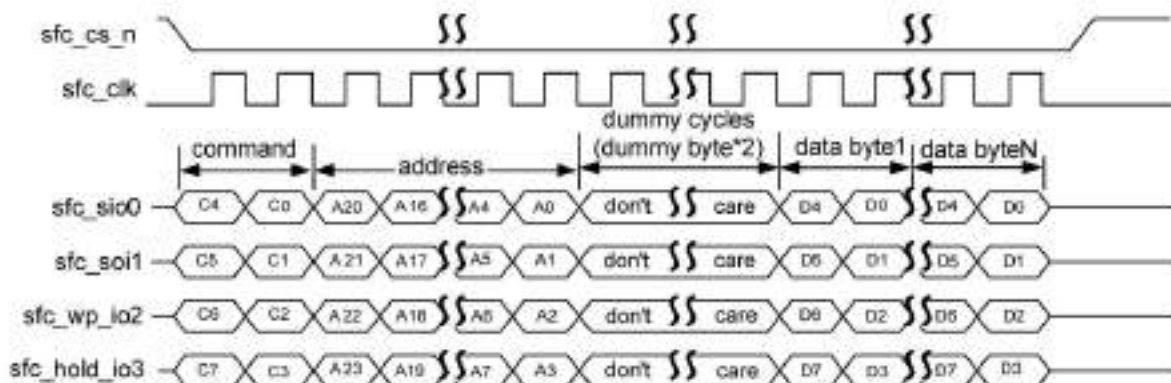 sfc_cs_n
sfc_clk
dummy cycles
command address (dummy byte*2) data byte1 data byteN
sfc_sio0 C4 C0 A20 A16 A4 A0 don't care D4 D0 D4 D0
sfc_soi1 C5 C1 A21 A17 A5 A1 don't care D5 D1 D5 D1
sfc_wp_io2 C6 C2 A22 A18 A6 A2 don't care D6 D2 D6 D2
sfc_hold_io3 C7 C3 A23 A19 A7 A3 don't care D7 D3 D7 D3